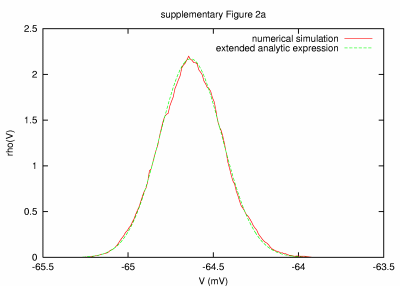 supplementary Figure 2a
numerical simulation
extended analytic expression
2.5
2
1.5
1
0.5
0
rho(V)
-65.5 -65 -64.5 -64 -63.5
V (mV)